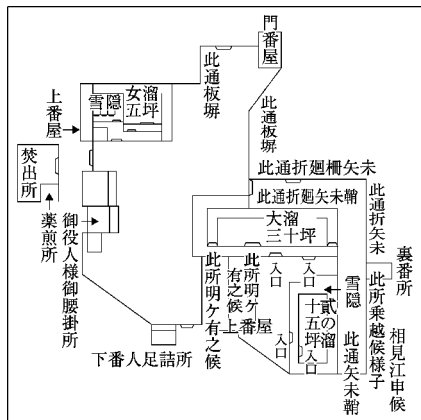 門番屋
此通板塀
此通板塀
女溜
五坪
雪隠
上番屋
焚出所
薬煎所
御役人様御腰掛所
下番人足詰所
此通折廻柵矢未
此通折廻矢未鞘
大溜
三十坪
此通折廻矢未
裏番所
此所乗越候様子
相見江申候
入口
入口
雪隠
貳の溜
十五坪
入口
入口
此通矢未鞘
此所明ケ
有之候
上番屋
此所明ケ有之候